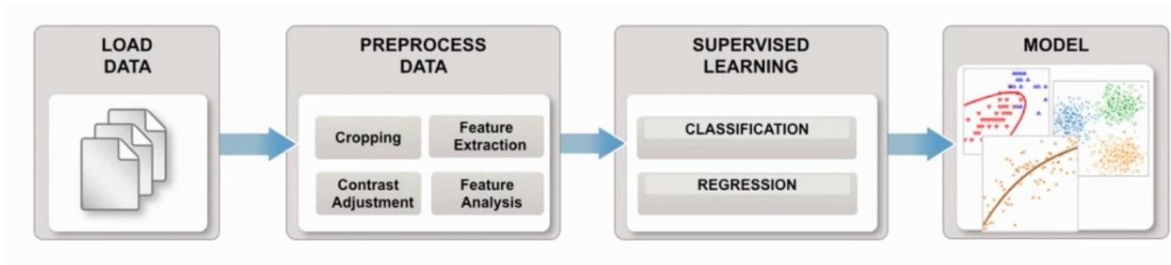 LOAD
DATA
PREPROCESS
DATA
Cropping
Feature
Extraction
Contrast
Adjustment
Feature
Analysis
SUPERVISED
LEARNING
CLASSIFICATION
REGRESSION
MODEL